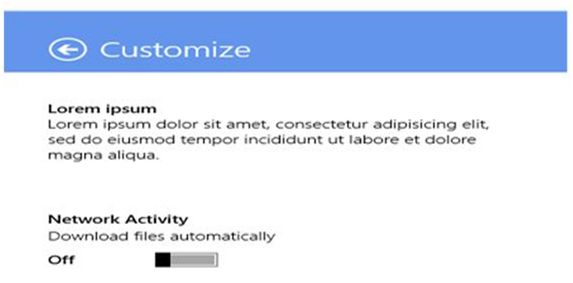 Customize
Lorem ipsum
Lorem ipsum dolor sit amet, consectetur adipisicing elit,
sed do eiusmod tempor incididunt ut labore et dolore
magna aliqua.
Network Activity
Download files automatically
Off